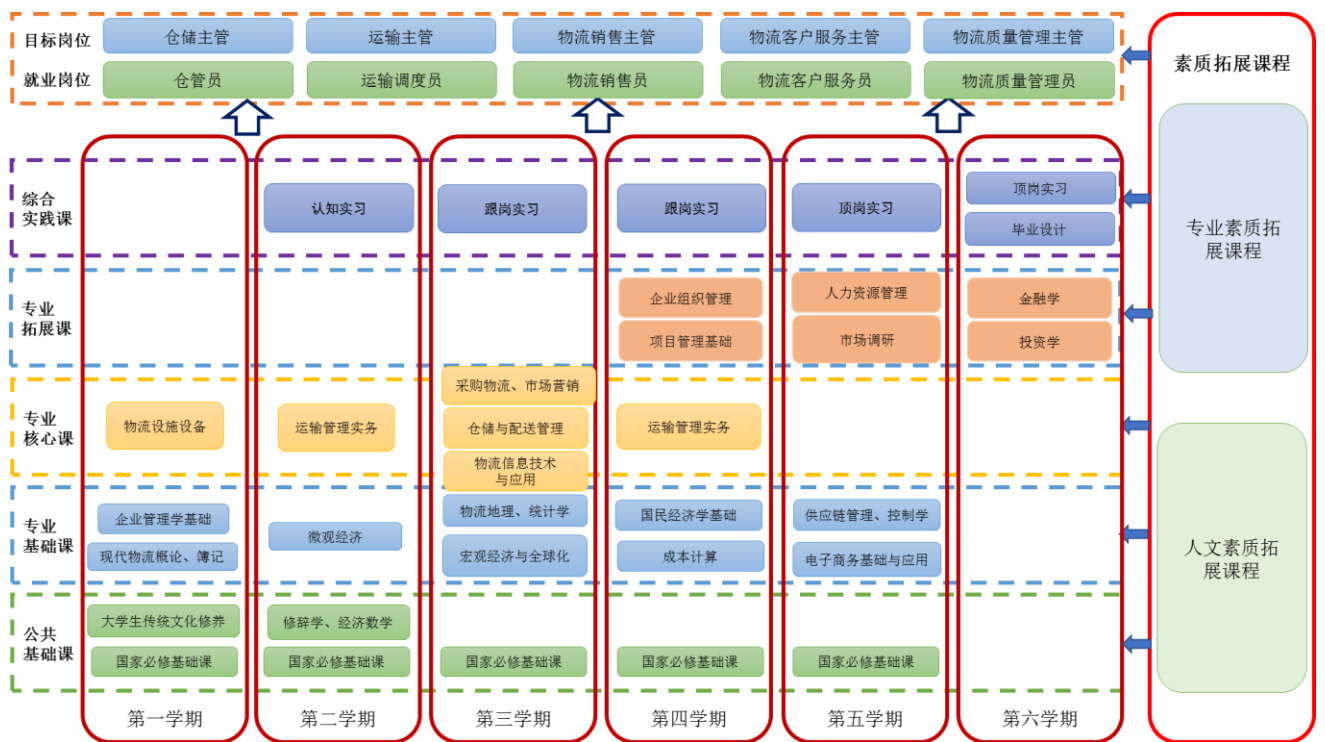 目标岗位 仓储主管 运输主管 物流销售主管 物流客户服务主管 物流质量管理主管
就业岗位 仓管员 运输调度员 物流销售员 物流客户服务员 物流质量管理员
素质拓展课程
专业素质拓
展课程
人文素质拓
展课程
综合
实践课
认知实习
跟岗实习
跟岗实习
顶岗实习
顶岗实习
毕业设计
专业
拓展课
企业组织管理
项目管理基础
人力资源管理
市场调研
金融学
投资学
专业
核心课
物流设施设备
运输管理实务
采购物流、市场营销
仓储与配送管理
物流信息技术
与应用
运输管理实务
专业
基础课
企业管理学基础
现代物流概论、簿记
微观经济
物流地理、统计学
宏观经济与全球化
国民经济学基础
成本计算
供应链管理、控制学
电子商务基础与应用
公共
基础课
大学生传统文化修养
国家必修基础课
修辞学、经济数学
国家必修基础课
国家必修基础课
国家必修基础课
国家必修基础课
第一学期 第二学期 第三学期 第四学期 第五学期 第六学期